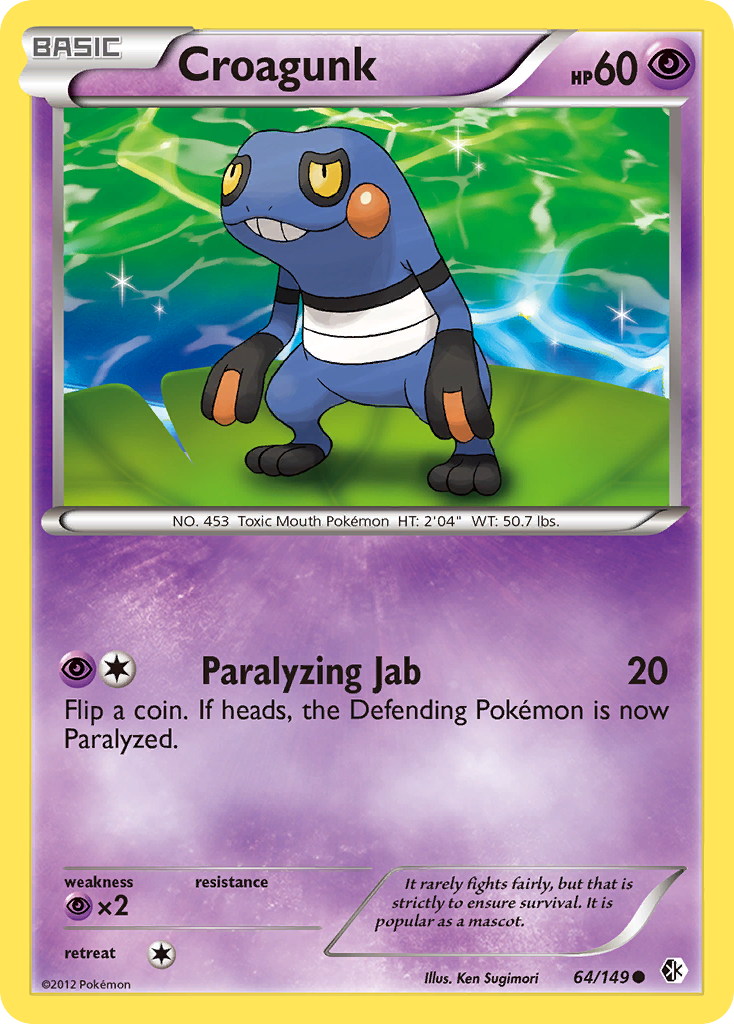 BASIC Croagunk HP60
NO. 453 Toxic Mouth Pokémon HT: 2'04" WT: 50.7 lbs.
Paralyzing Jab 20
Flip a coin. If heads, the Defending Pokémon is now
Paralyzed.
weakness resistance
×2
retreat
It rarely fights fairly, but that is
strictly to ensure survival. It is
popular as a mascot.
©2012 Pokémon
Illus. Ken Sugimori 64/149